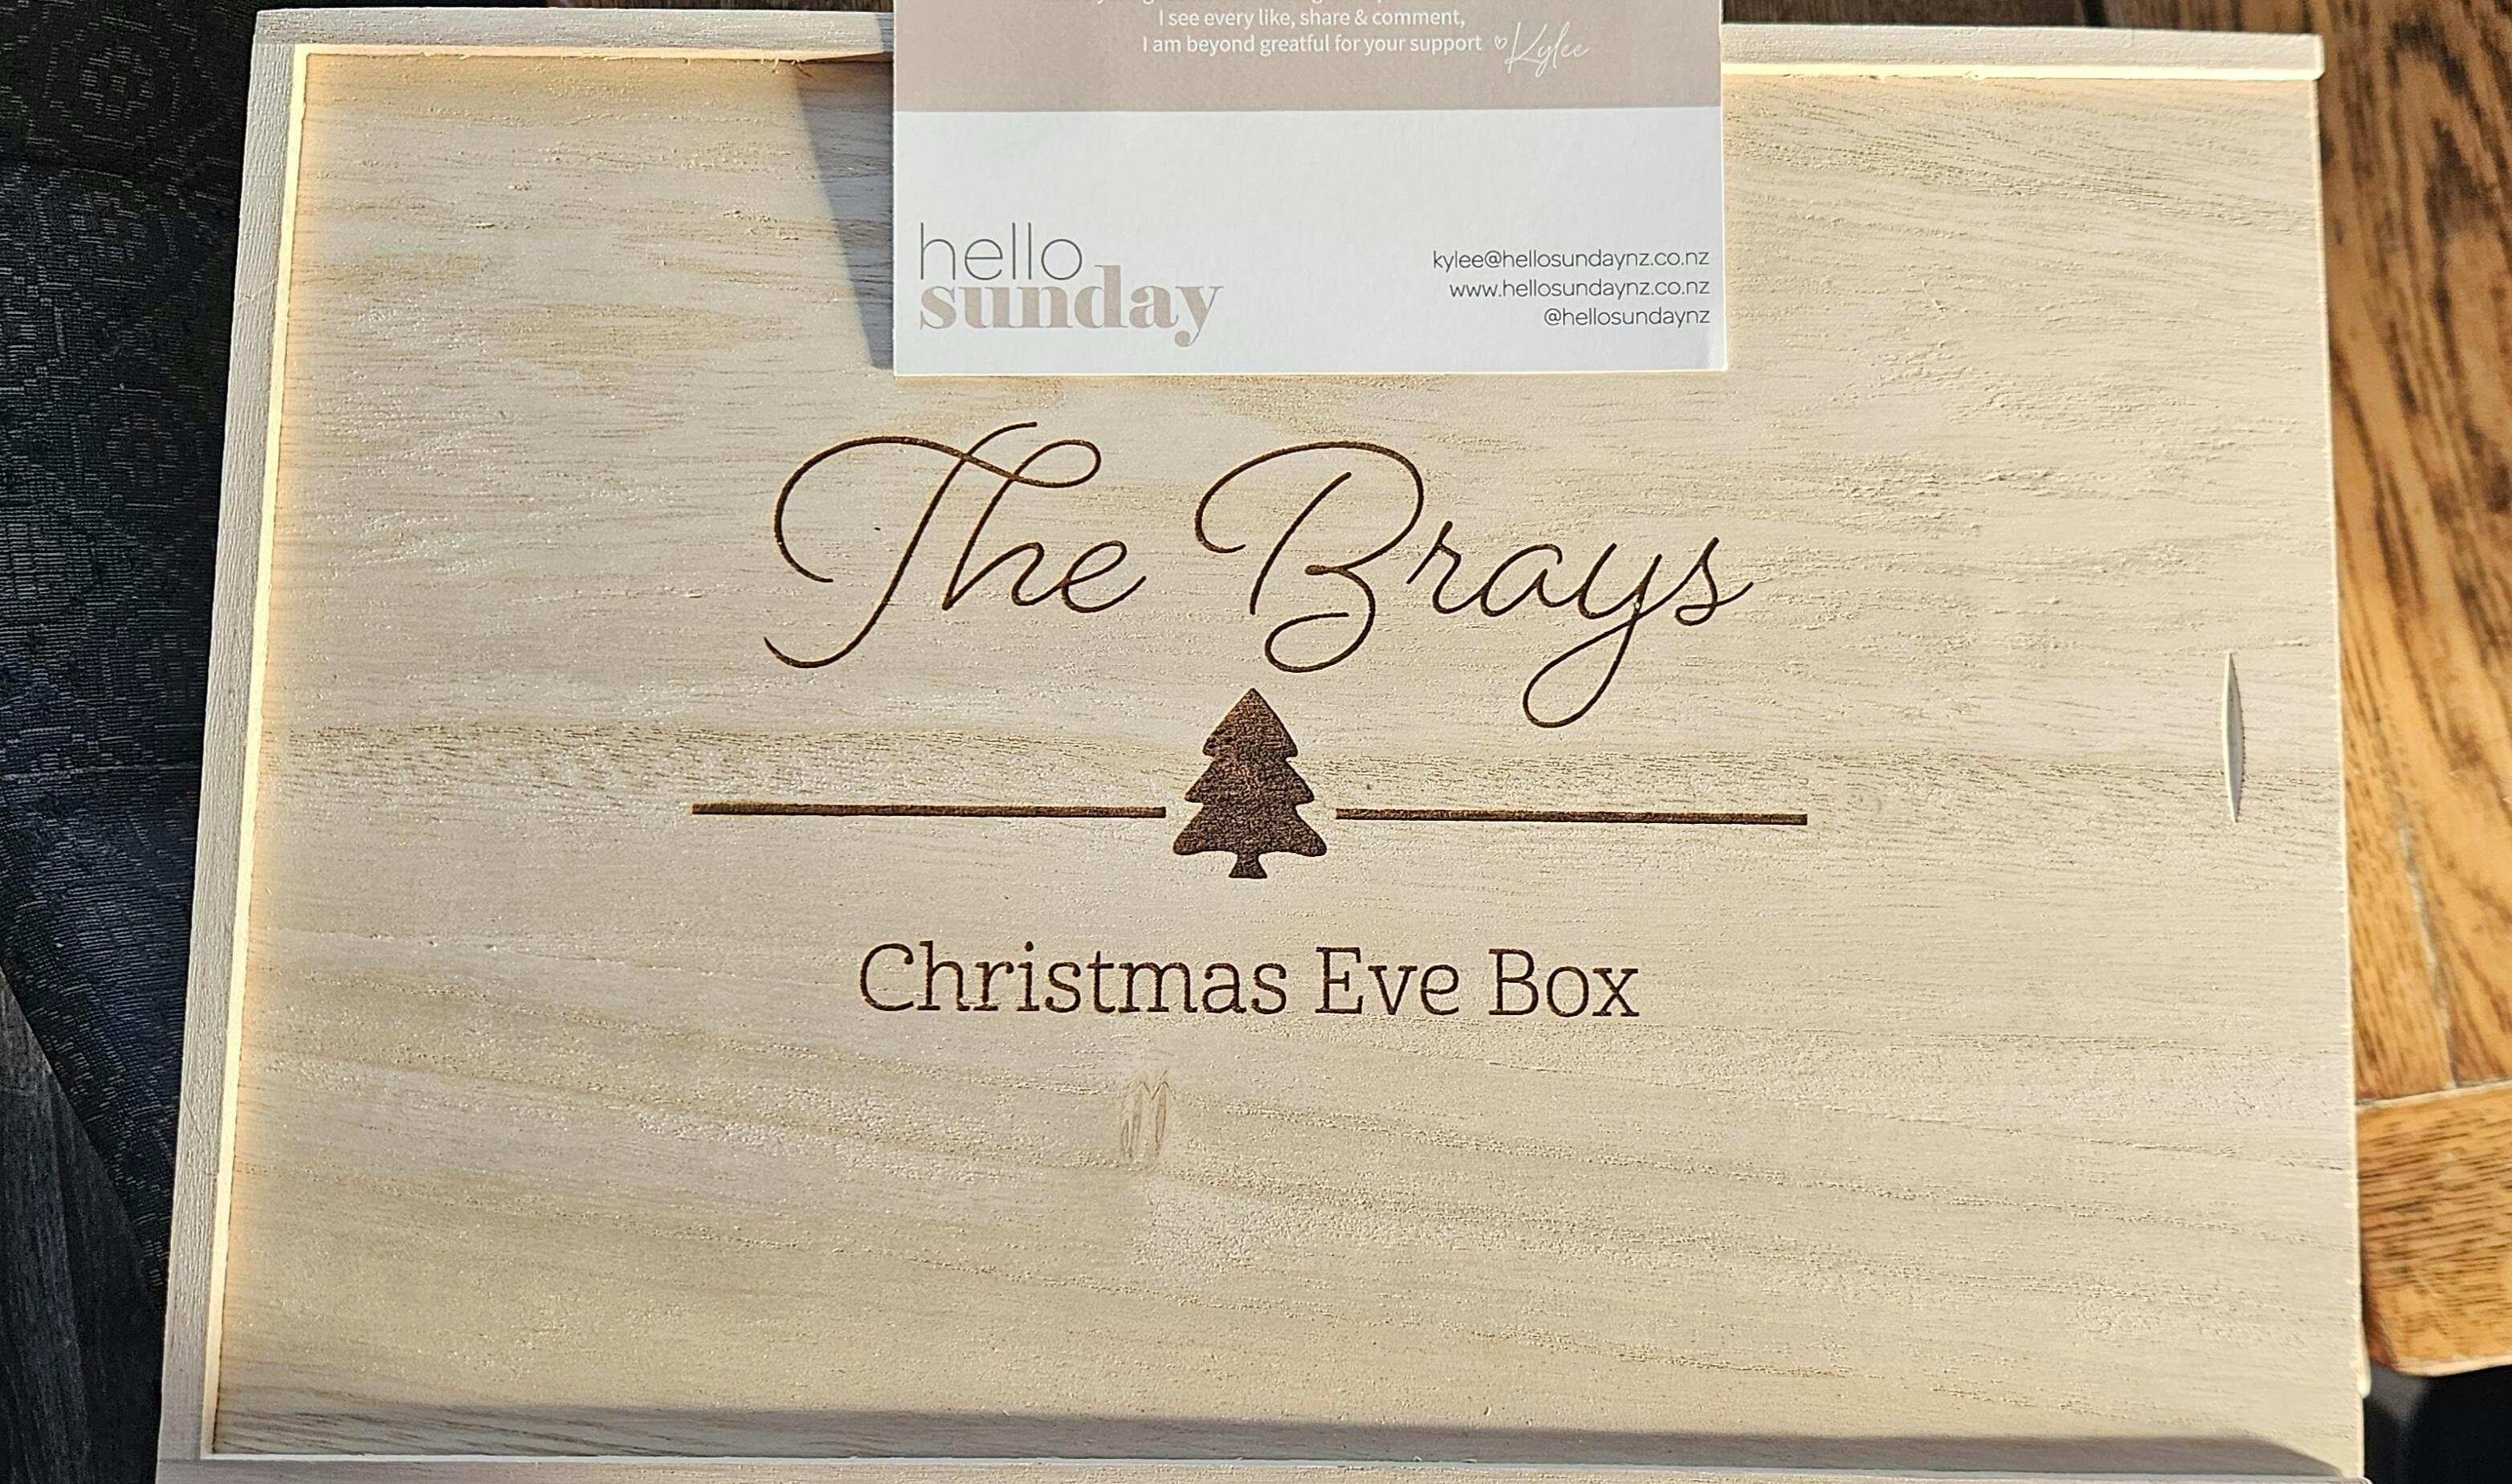 I see every like, share & comment,
I am beyond greatful for your support Kylee
hello
sunday
kylee@hellosundaynz.co.nz
www.hellosundaynz.co.nz
@hellosundaynz
The Brays
Christmas Eve Box